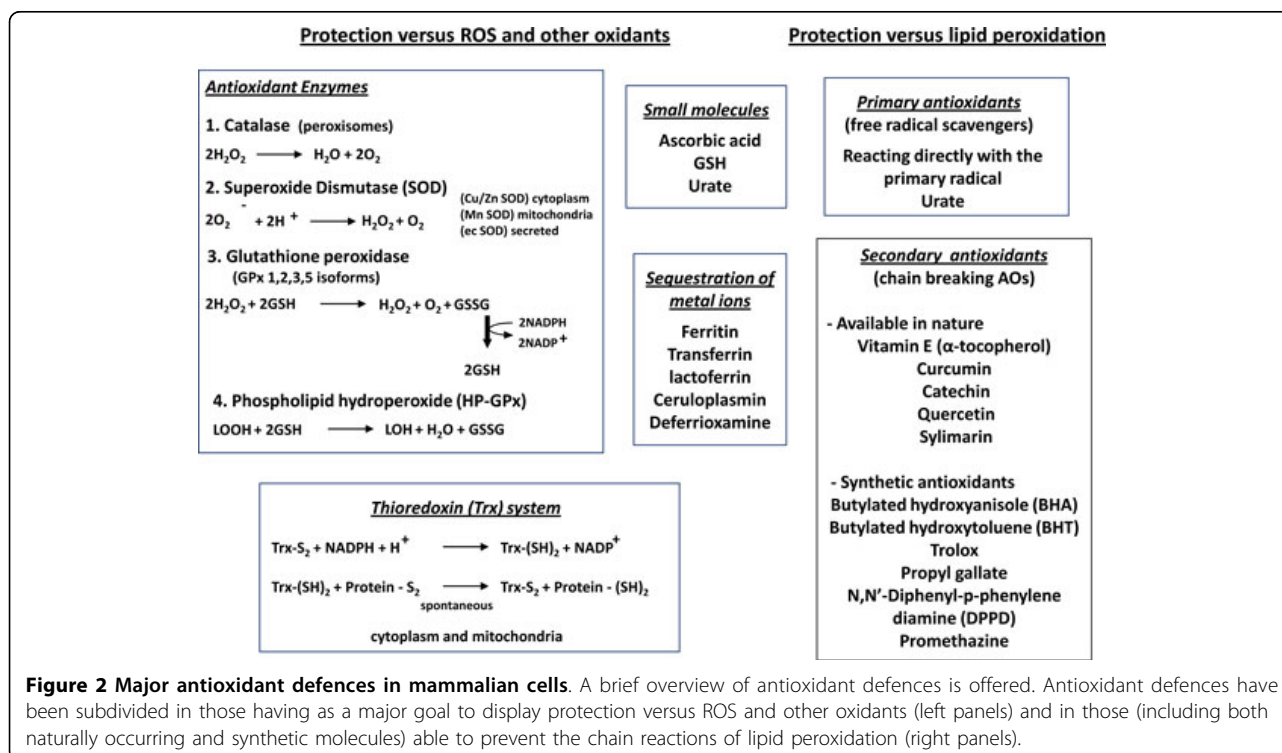 Protection versus ROS and other oxidants
Antioxidant Enzymes
1. Catalase (peroxisomes)
2H₂O₂ ⟶ H₂O + 2O₂
2. Superoxide Dismutase (SOD)
2O₂⁻ + 2H⁺ ⟶ H₂O₂ + O₂
(Cu/Zn SOD) cytoplasm
(Mn SOD) mitochondria
(ec SOD) secreted
3. Glutathione peroxidase
(GPx 1,2,3,5 isoforms)
2H₂O₂ + 2GSH ⟶ H₂O₂ + O₂ + GSSG
2NADPH
2NADP⁺
2GSH
4. Phospholipid hydroperoxide (HP-GPx)
LOOH + 2GSH ⟶ LOH + H₂O + GSSG
Small molecules
Ascorbic acid
GSH
Urate
Sequestration of
metal ions
Ferritin
Transferrin
lactoferrin
Ceruloplasmin
Deferrioxamine
Thioredoxin (Trx) system
Trx-S₂ + NADPH + H⁺ ⟶ Trx-(SH)₂ + NADP⁺
Trx-(SH)₂ + Protein - S₂ ⟶ Trx-S₂ + Protein - (SH)₂
spontaneous
cytoplasm and mitochondria
Protection versus lipid peroxidation
Primary antioxidants
(free radical scavengers)
Reacting directly with the
primary radical
Urate
Secondary antioxidants
(chain breaking AOs)
- Available in nature
Vitamin E (α-tocopherol)
Curcumin
Catechin
Quercetin
Sylimarin
- Synthetic antioxidants
Butylated hydroxyanisole (BHA)
Butylated hydroxytoluene (BHT)
Trolox
Propyl gallate
N,N'-Diphenyl-p-phenylene
diamine (DPPD)
Promethazine
Figure 2 Major antioxidant defences in mammalian cells. A brief overview of antioxidant defences is offered. Antioxidant defences have
been subdivided in those having as a major goal to display protection versus ROS and other oxidants (left panels) and in those (including both
naturally occurring and synthetic molecules) able to prevent the chain reactions of lipid peroxidation (right panels).